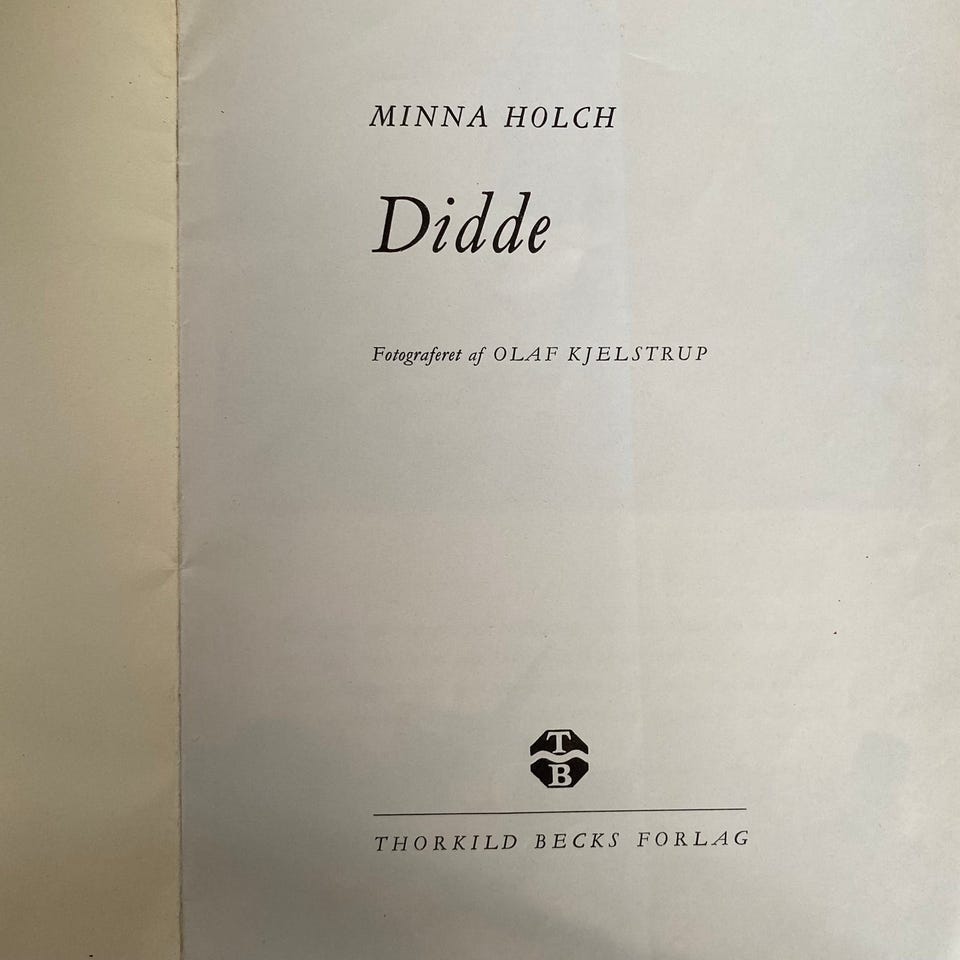 MINNA HOLCH
Didde
Fotograferet af OLAF KJELSTRUP
T
B
THORKILD BECKS FORLAG